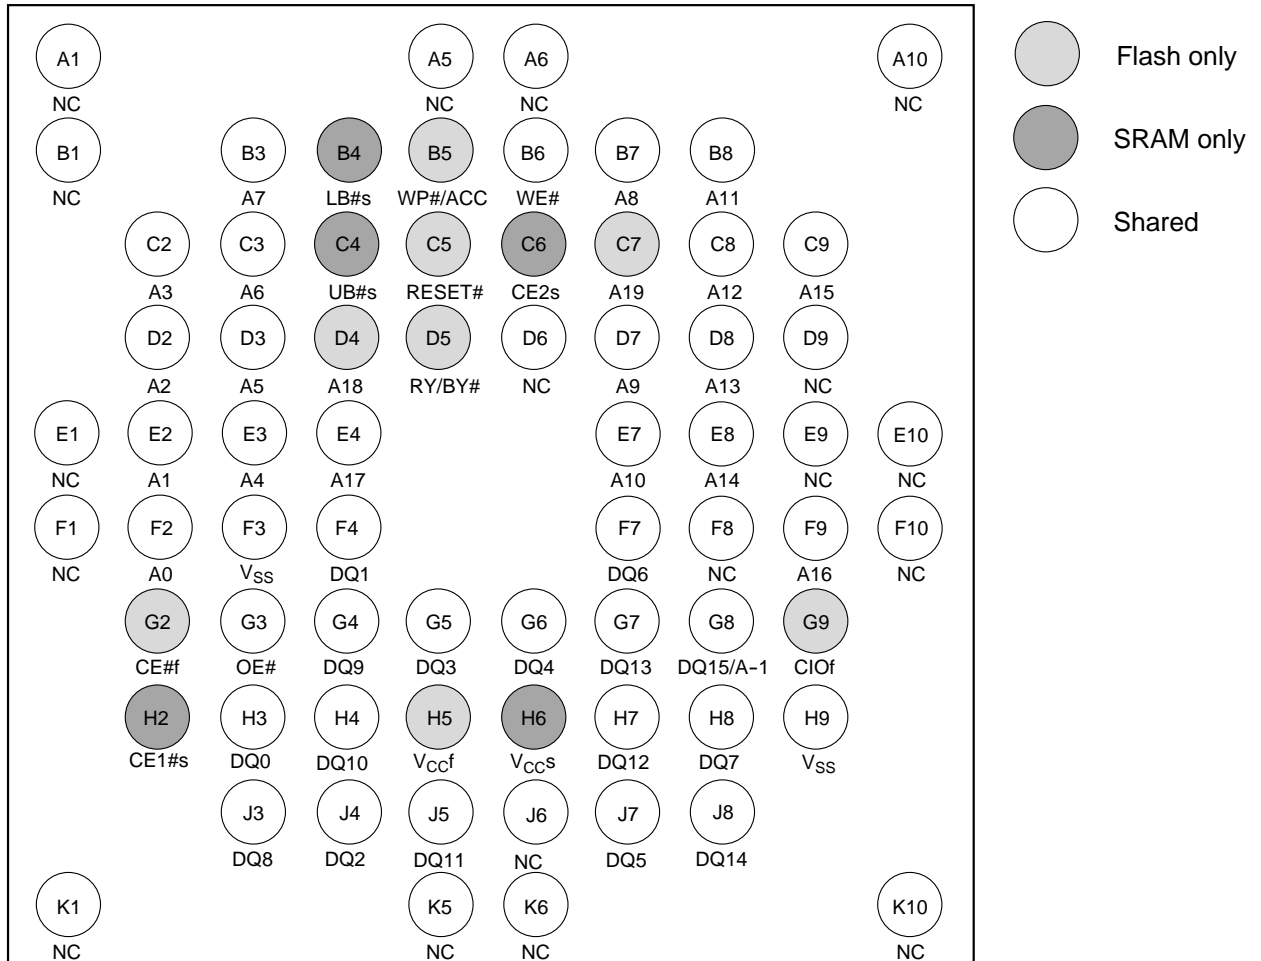 A1 A5 A6 A10 Flash only
NC NC NC NC
B1 B3 B4 B5 B6 B7 B8 SRAM only
NC A7 LB#s WP#/ACC WE# A8 A11
C2 C3 C4 C5 C6 C7 C8 C9 Shared
A3 A6 UB#s RESET# CE2s A19 A12 A15
D2 D3 D4 D5 D6 D7 D8 D9
A2 A5 A18 RY/BY# NC A9 A13 NC
E1 E2 E3 E4 E7 E8 E9 E10
NC A1 A4 A17 A10 A14 NC NC
F1 F2 F3 F4 F7 F8 F9 F10
NC A0 VSS DQ1 DQ6 NC A16 NC
G2 G3 G4 G5 G6 G7 G8 G9
CE#f OE# DQ9 DQ3 DQ4 DQ13 DQ15/A-1 CIOf
H2 H3 H4 H5 H6 H7 H8 H9
CE1#s DQ0 DQ10 VCCf VCCs DQ12 DQ7 VSS
J3 J4 J5 J6 J7 J8
DQ8 DQ2 DQ11 NC DQ5 DQ14
K1 K5 K6 K10
NC NC NC NC